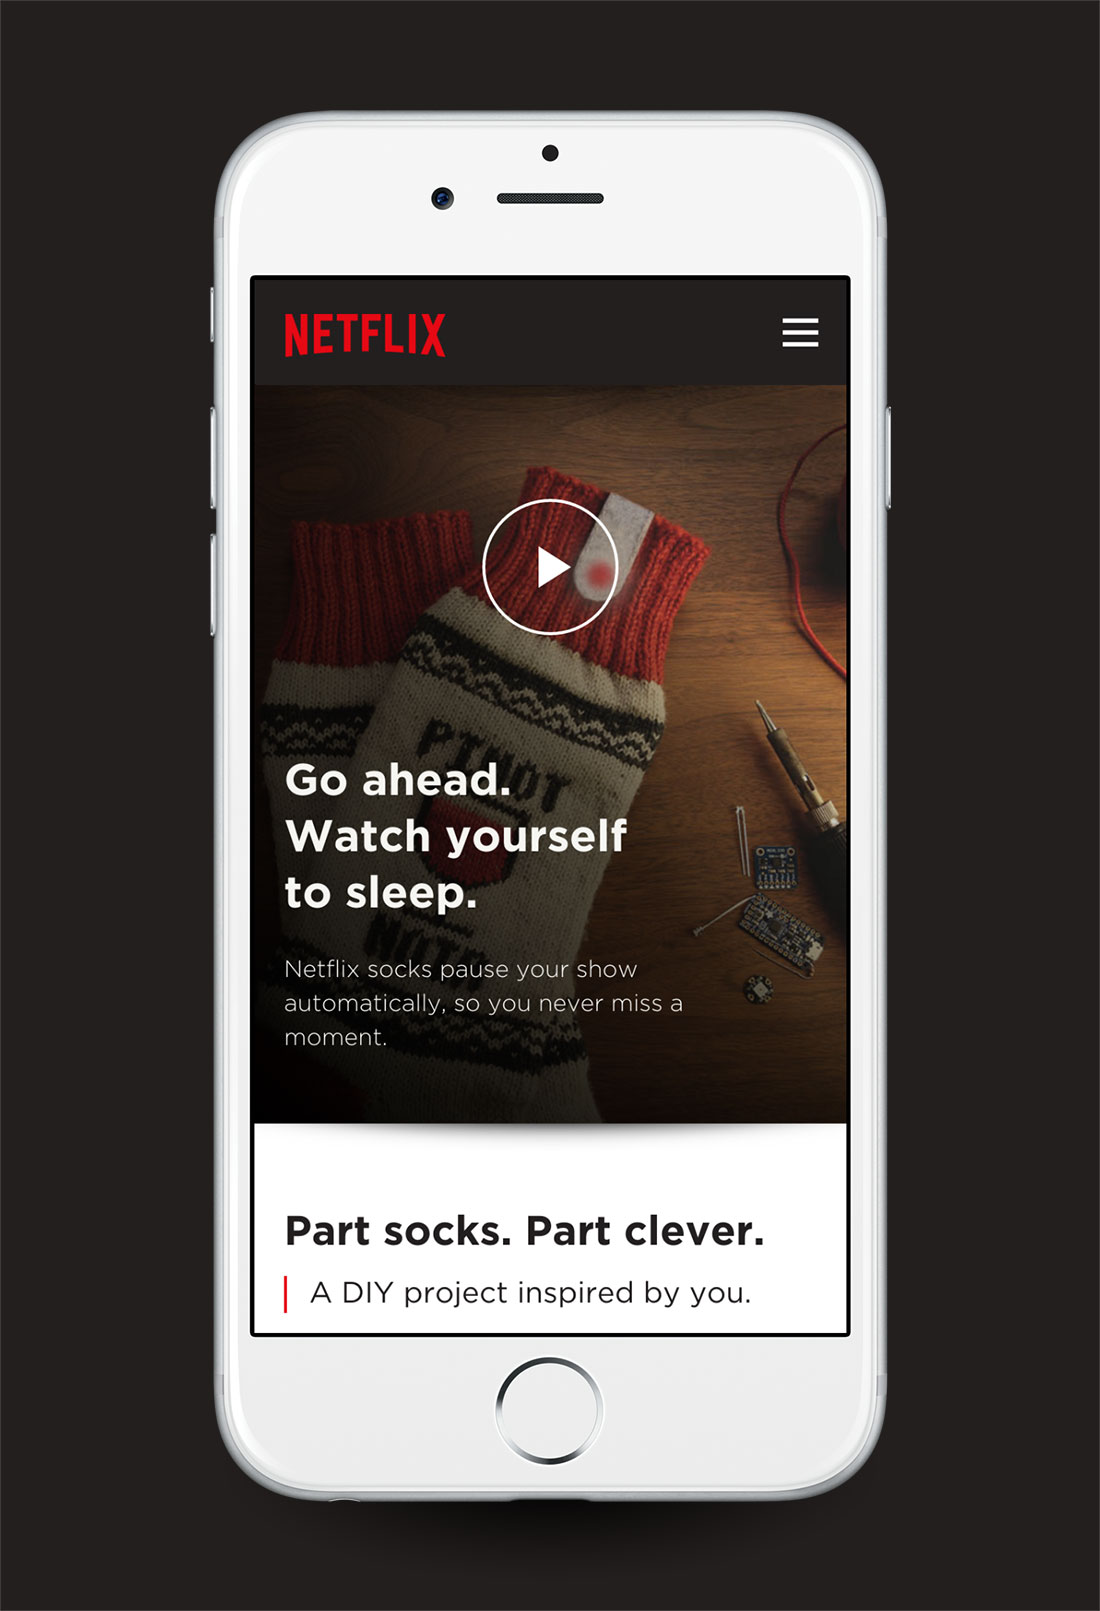 NETFLIX
PINOT
Go ahead.
Watch yourself
to sleep.
Netflix socks pause your show
automatically, so you never miss a
moment.
Part socks. Part clever.
A DIY project inspired by you.